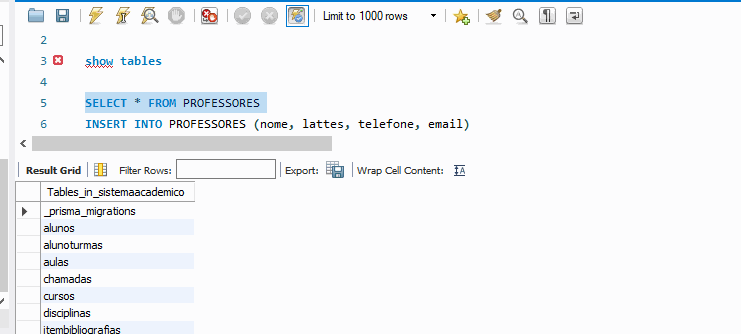 Limit to 1000 rows
2
3 show tables
4
5 SELECT * FROM PROFESSORES
6 INSERT INTO PROFESSORES (nome, lattes, telefone, email)
Result Grid Filter Rows: Export: Wrap Cell Content:
Tables_in_sistemaacademico
_prisma_migrations
alunos
alunoturmas
aulas
chamadas
cursos
disciplinas
itembibliografias